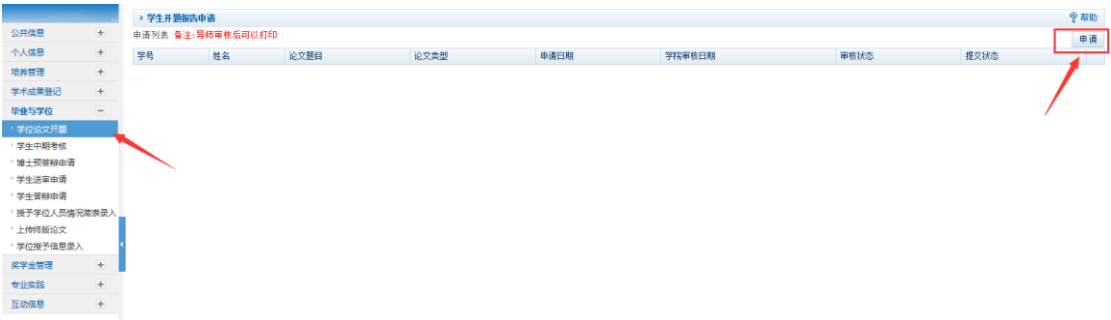 学生开题报告申请
帮助
公共信息
申请列表 备注:导师审核后可以打印
申请
个人信息
学号 姓名 论文题目 论文类型 申请日期 学院审核日期 审核状态 提交状态
培养管理
学术成果登记
毕业与学位
学位论文开题
学生中期考核
博士预答辩申请
学生送审申请
学生答辩申请
授予学位人员情况简表录入
上传终版论文
学位授予信息录入
奖学金管理
专业实践
互动信息